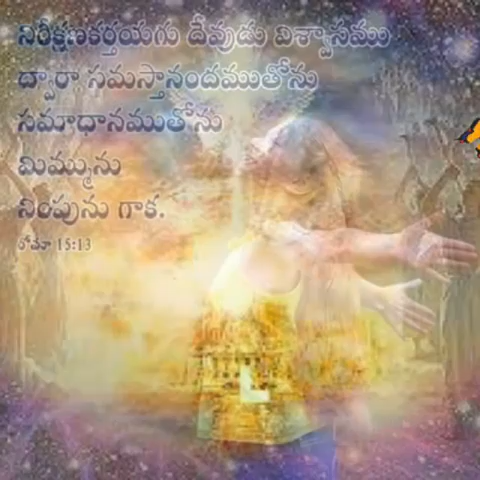 నిరీక్షణకర్తయగు దేవుడు విశ్వాసము
ద్వారా సమస్తానందముతోను
సమాధానముతోను
మిమ్మును
నింపును గాక.
రోమా 15:13